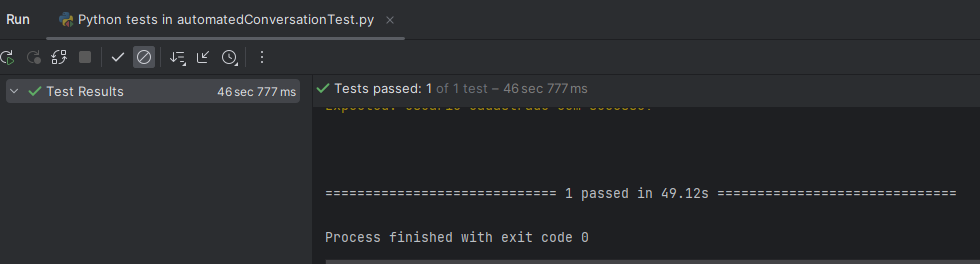 Run
Python tests in automatedConversationTest.py
Test Results 46 sec 777 ms
Tests passed: 1 of 1 test – 46 sec 777 ms
============================= 1 passed in 49.12s ==============================
Process finished with exit code 0